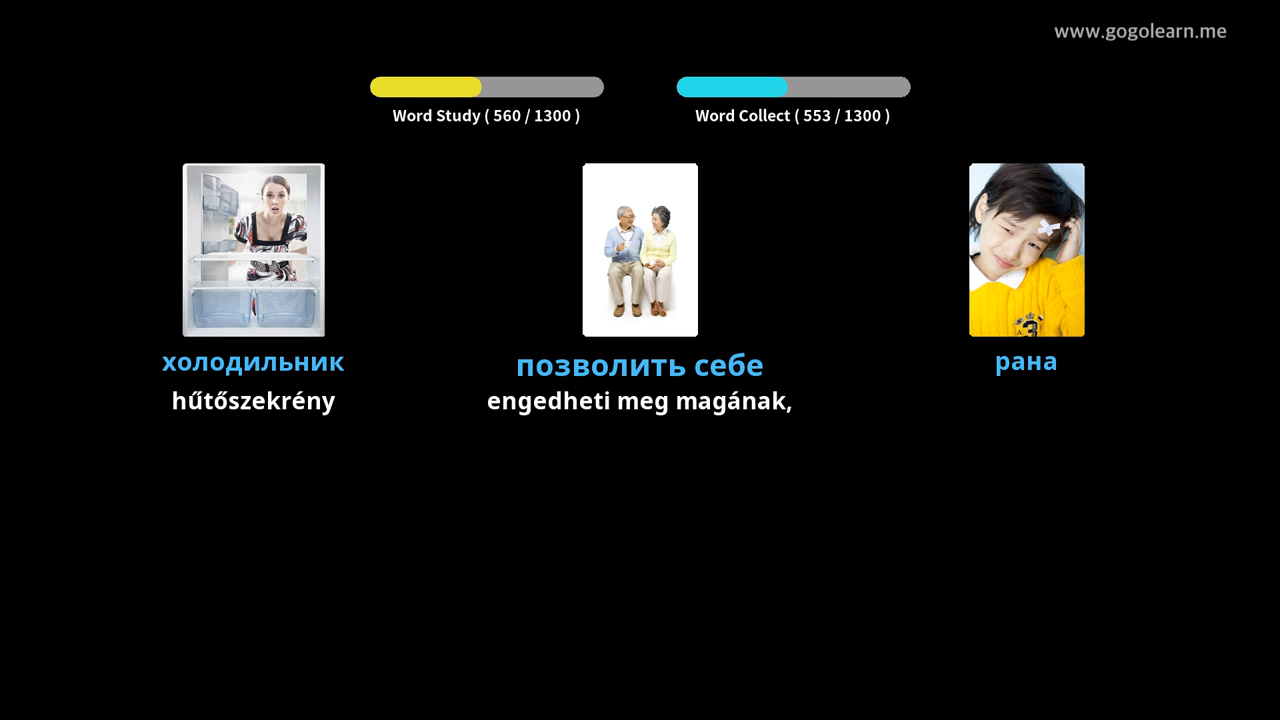 www.gogolearn.me
Word Study ( 560 / 1300 )
Word Collect ( 553 / 1300 )
холодильник
hűtőszekrény
позволить себе
engedheti meg magának,
рана
3